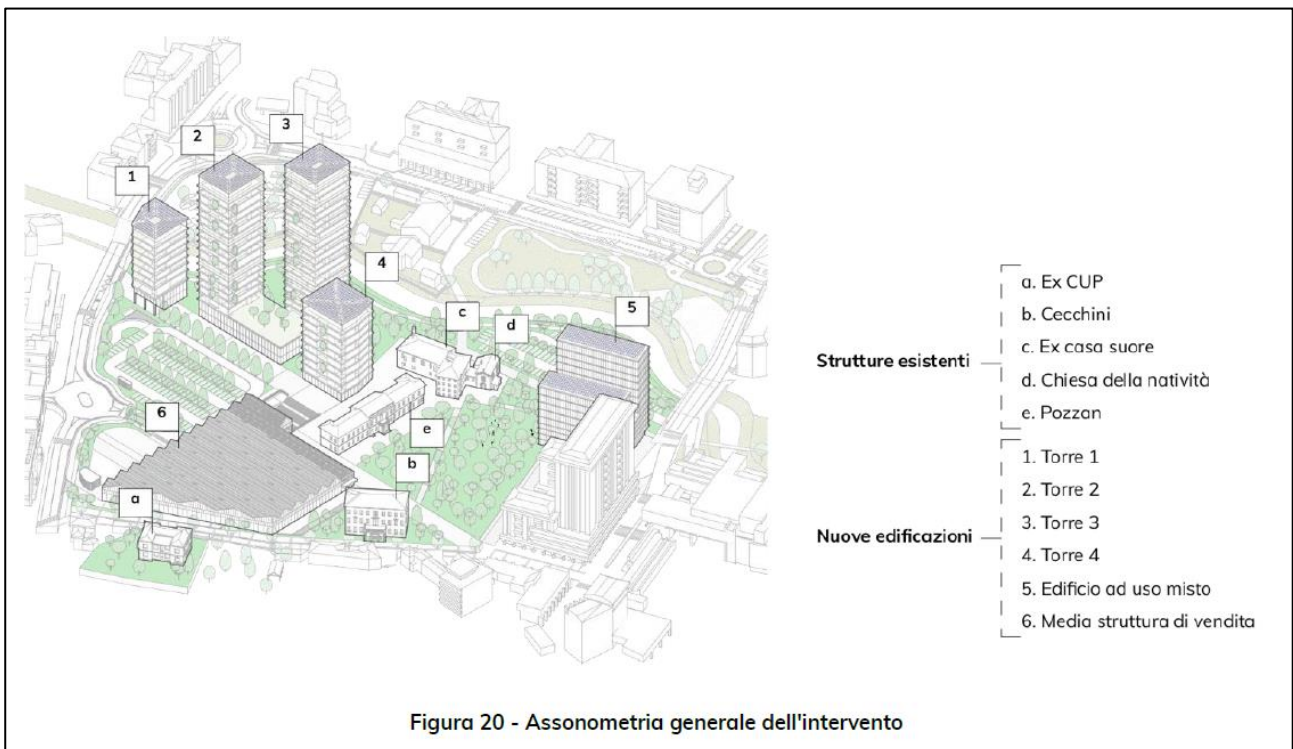 1
2
3
4
5
6
a
b
c
d
e
Strutture esistenti
a. Ex CUP
b. Cecchini
c. Ex casa suore
d. Chiesa della natività
e. Pozzan
Nuove edificazioni
1. Torre 1
2. Torre 2
3. Torre 3
4. Torre 4
5. Edificio ad uso misto
6. Media struttura di vendita
Figura 20 - Assonometria generale dell'intervento